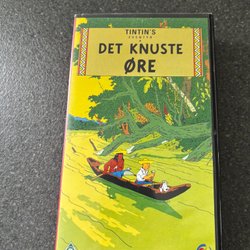 TINTIN'S
EVENTYR
DET KNUSTE
ØRE